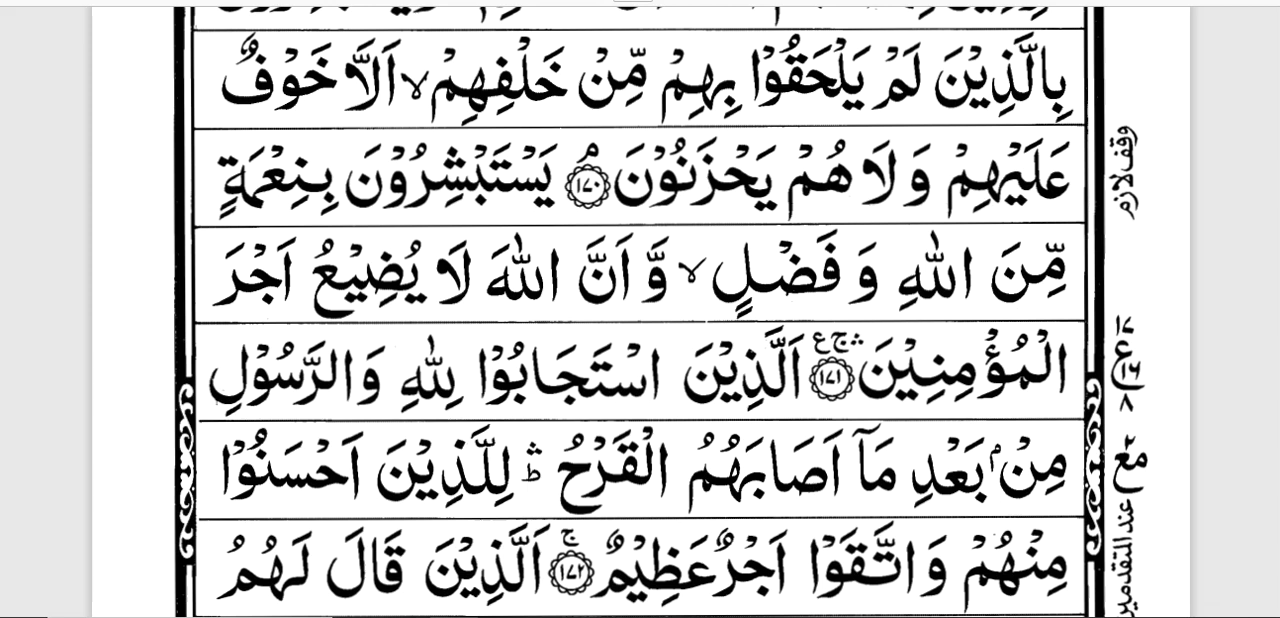 بِالَّذِيْنَ لَمْ يَلْحَقُوْا بِهِمْ مِّنْ خَلْفِهِمْ ۙ اَلَّا خَوْفٌ
عَلَيْهِمْ وَ لَا هُمْ يَحْزَنُوْنَ ۘ ﴿۱۷۰﴾ يَسْتَبْشِرُوْنَ بِنِعْمَةٍ
مِّنَ اللّٰهِ وَ فَضْلٍ ۙ وَّ اَنَّ اللّٰهَ لَا يُضِيْعُ اَجْرَ
الْمُؤْمِنِيْنَ ۛۚ ع ﴿۱۷۱﴾ اَلَّذِيْنَ اسْتَجَابُوْا لِلّٰهِ وَالرَّسُوْلِ
مِنْۢ بَعْدِ مَاۤ اَصَابَهُمُ الْقَرْحُ ۛؕ لِلَّذِيْنَ اَحْسَنُوْا
مِنْهُمْ وَاتَّقَوْا اَجْرٌ عَظِيْمٌ ۚ ﴿۱۷۲﴾ اَلَّذِيْنَ قَالَ لَهُمُ
وقف لازم
ع
مع
عند المتقدمين